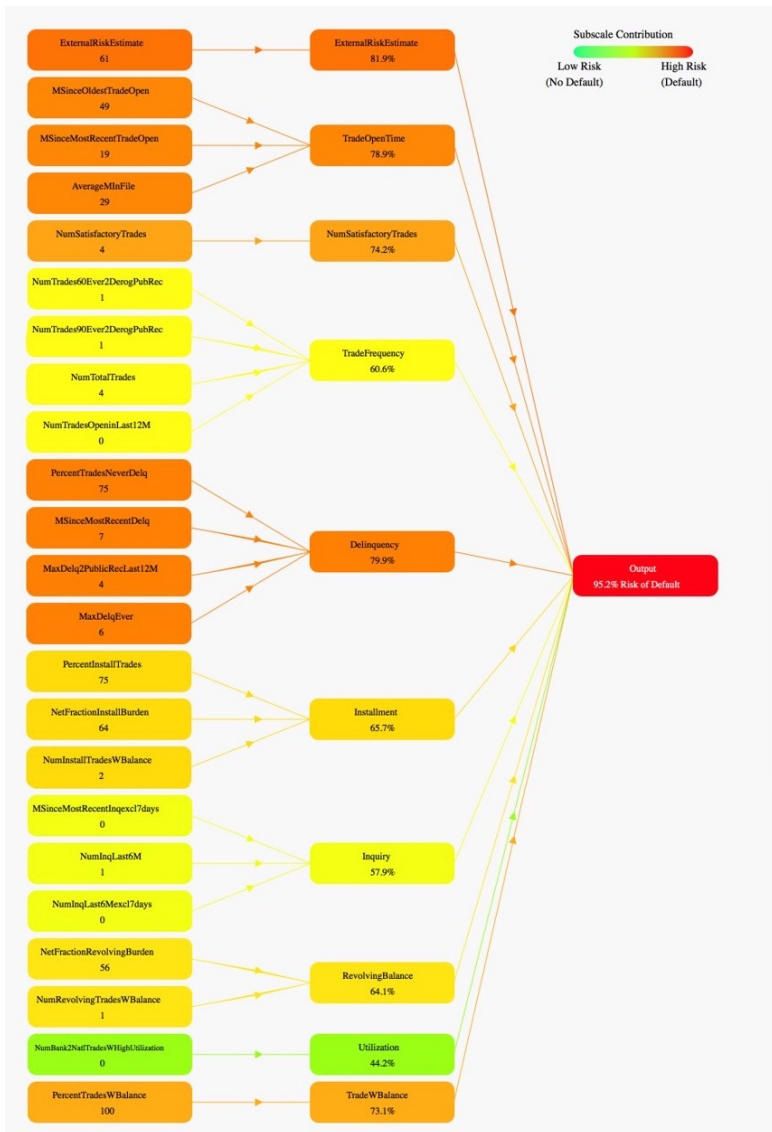 Subscale Contribution
Low Risk
(No Default)
High Risk
(Default)
ExternalRiskEstimate
61
MSinceOldestTradeOpen
49
MSinceMostRecentTradeOpen
19
AverageMInFile
29
NumSatisfactoryTrades
4
NumTrades60Ever2DerogPubRec
1
NumTrades90Ever2DerogPubRec
1
NumTotalTrades
4
NumTradesOpeninLast12M
0
PercentTradesNeverDelq
75
MSinceMostRecentDelq
7
MaxDelq2PublicRecLast12M
4
MaxDelqEver
6
PercentInstallTrades
75
NetFractionInstallBurden
64
NumInstallTradesWBalance
2
MSinceMostRecentInqexcl7days
0
NumInqLast6M
1
NumInqLast6Mexcl7days
0
NetFractionRevolvingBurden
56
NumRevolvingTradesWBalance
1
NumBank2NatlTradesWHighUtilization
0
PercentTradesWBalance
100
ExternalRiskEstimate
81.9%
TradeOpenTime
78.9%
NumSatisfactoryTrades
74.2%
TradeFrequency
60.6%
Delinquency
79.9%
Installment
65.7%
Inquiry
57.9%
RevolvingBalance
64.1%
Utilization
44.2%
TradeWBalance
73.1%
Output
95.2% Risk of Default